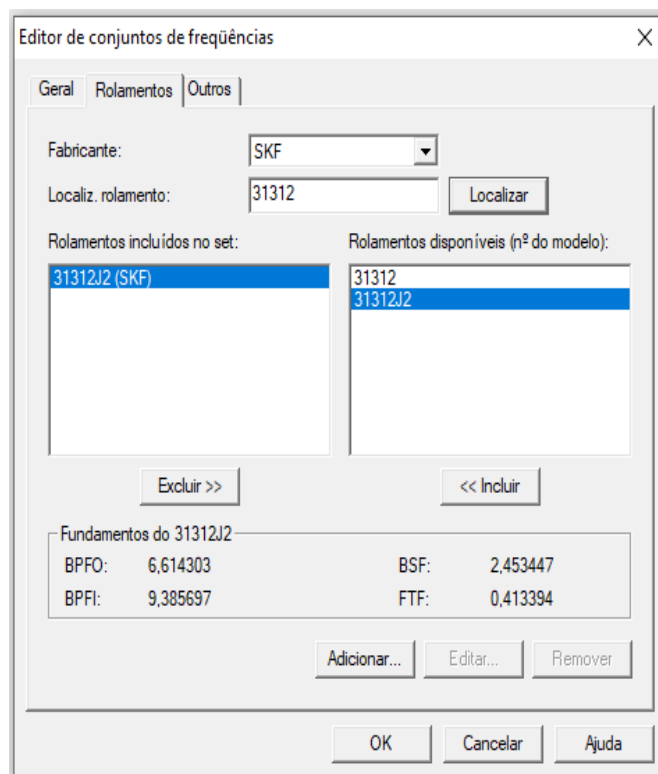 Editor de conjuntos de freqüências
Geral Rolamentos Outros
Fabricante: SKF
Localiz. rolamento: 31312 Localizar
Rolamentos incluídos no set: Rolamentos disponíveis (nº do modelo):
31312J2 (SKF) 31312
31312J2
Excluir >> << Incluir
Fundamentos do 31312J2
BPFO: 6,614303 BSF: 2,453447
BPFI: 9,385697 FTF: 0,413394
Adicionar... Editar... Remover
OK Cancelar Ajuda